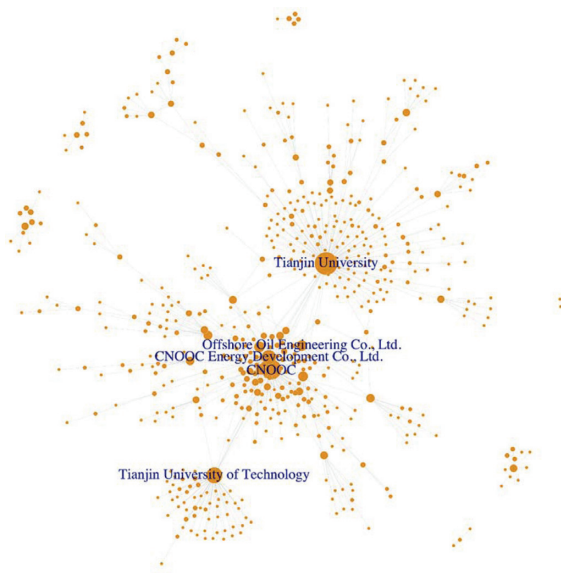 Tianjin University
Offshore Oil Engineering Co., Ltd.
CNOOC Energy Development Co., Ltd.
CNOOC
Tianjin University of Technology